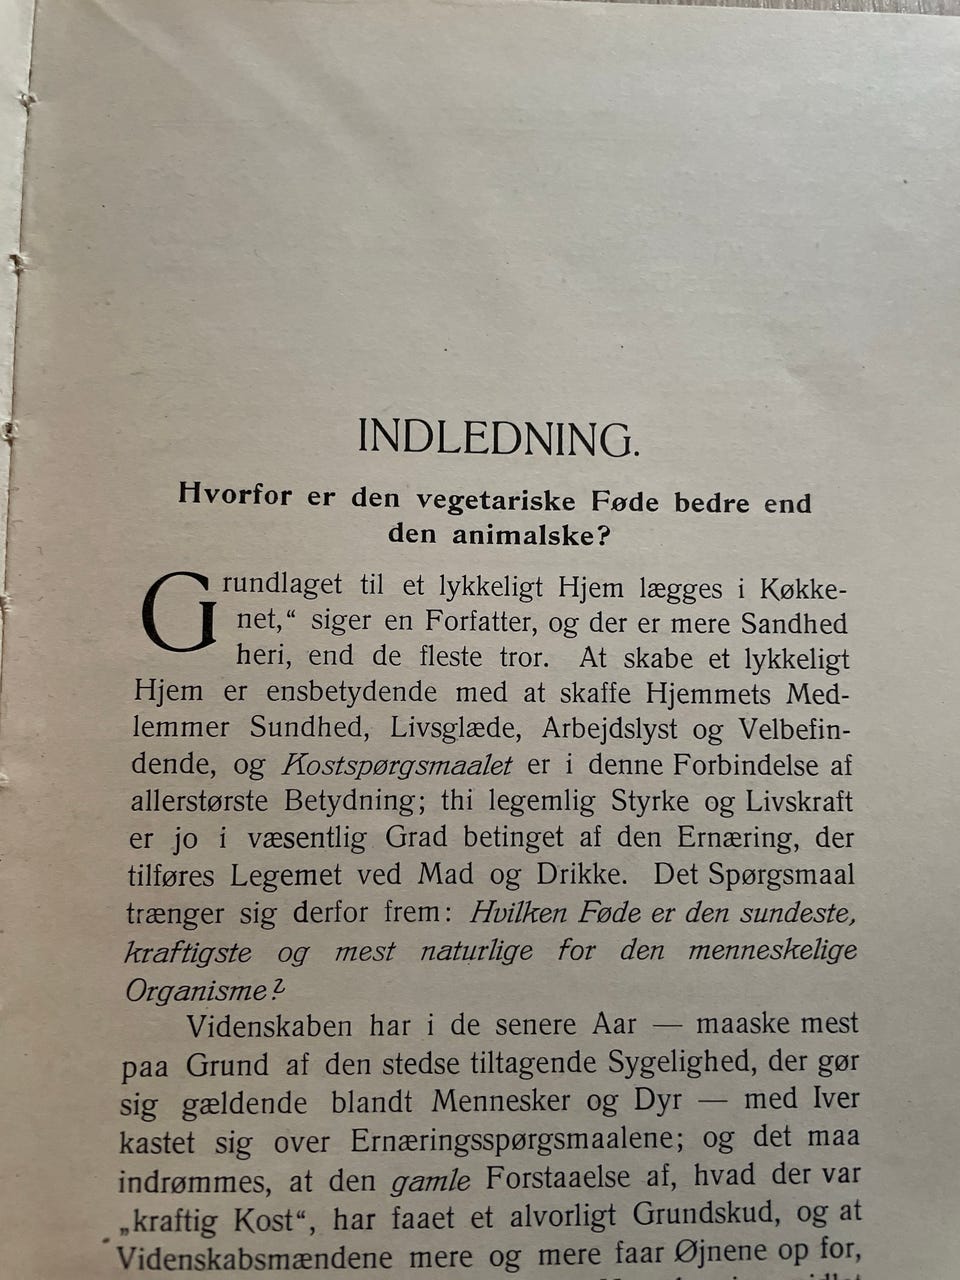 INDLEDNING.
Hvorfor er den vegetariske Føde bedre end
den animalske?
Grundlaget til et lykkeligt Hjem lægges i Køkke-
net,“ siger en Forfatter, og der er mere Sandhed
heri, end de fleste tror. At skabe et lykkeligt
Hjem er ensbetydende med at skaffe Hjemmets Med-
lemmer Sundhed, Livsglæde, Arbejdslyst og Velbefin-
dende, og Kostspørgsmaalet er i denne Forbindelse af
allerstørste Betydning; thi legemlig Styrke og Livskraft
er jo i væsentlig Grad betinget af den Ernæring, der
tilføres Legemet ved Mad og Drikke. Det Spørgsmaal
trænger sig derfor frem: Hvilken Føde er den sundeste,
kraftigste og mest naturlige for den menneskelige
Organisme?
Videnskaben har i de senere Aar — maaske mest
paa Grund af den stedse tiltagende Sygelighed, der gør
sig gældende blandt Mennesker og Dyr — med Iver
kastet sig over Ernæringsspørgsmaalene; og det maa
indrømmes, at den gamle Forstaaelse af, hvad der var
„kraftig Kost“, har faaet et alvorligt Grundskud, og at
Videnskabsmændene mere og mere faar Øjnene op for,